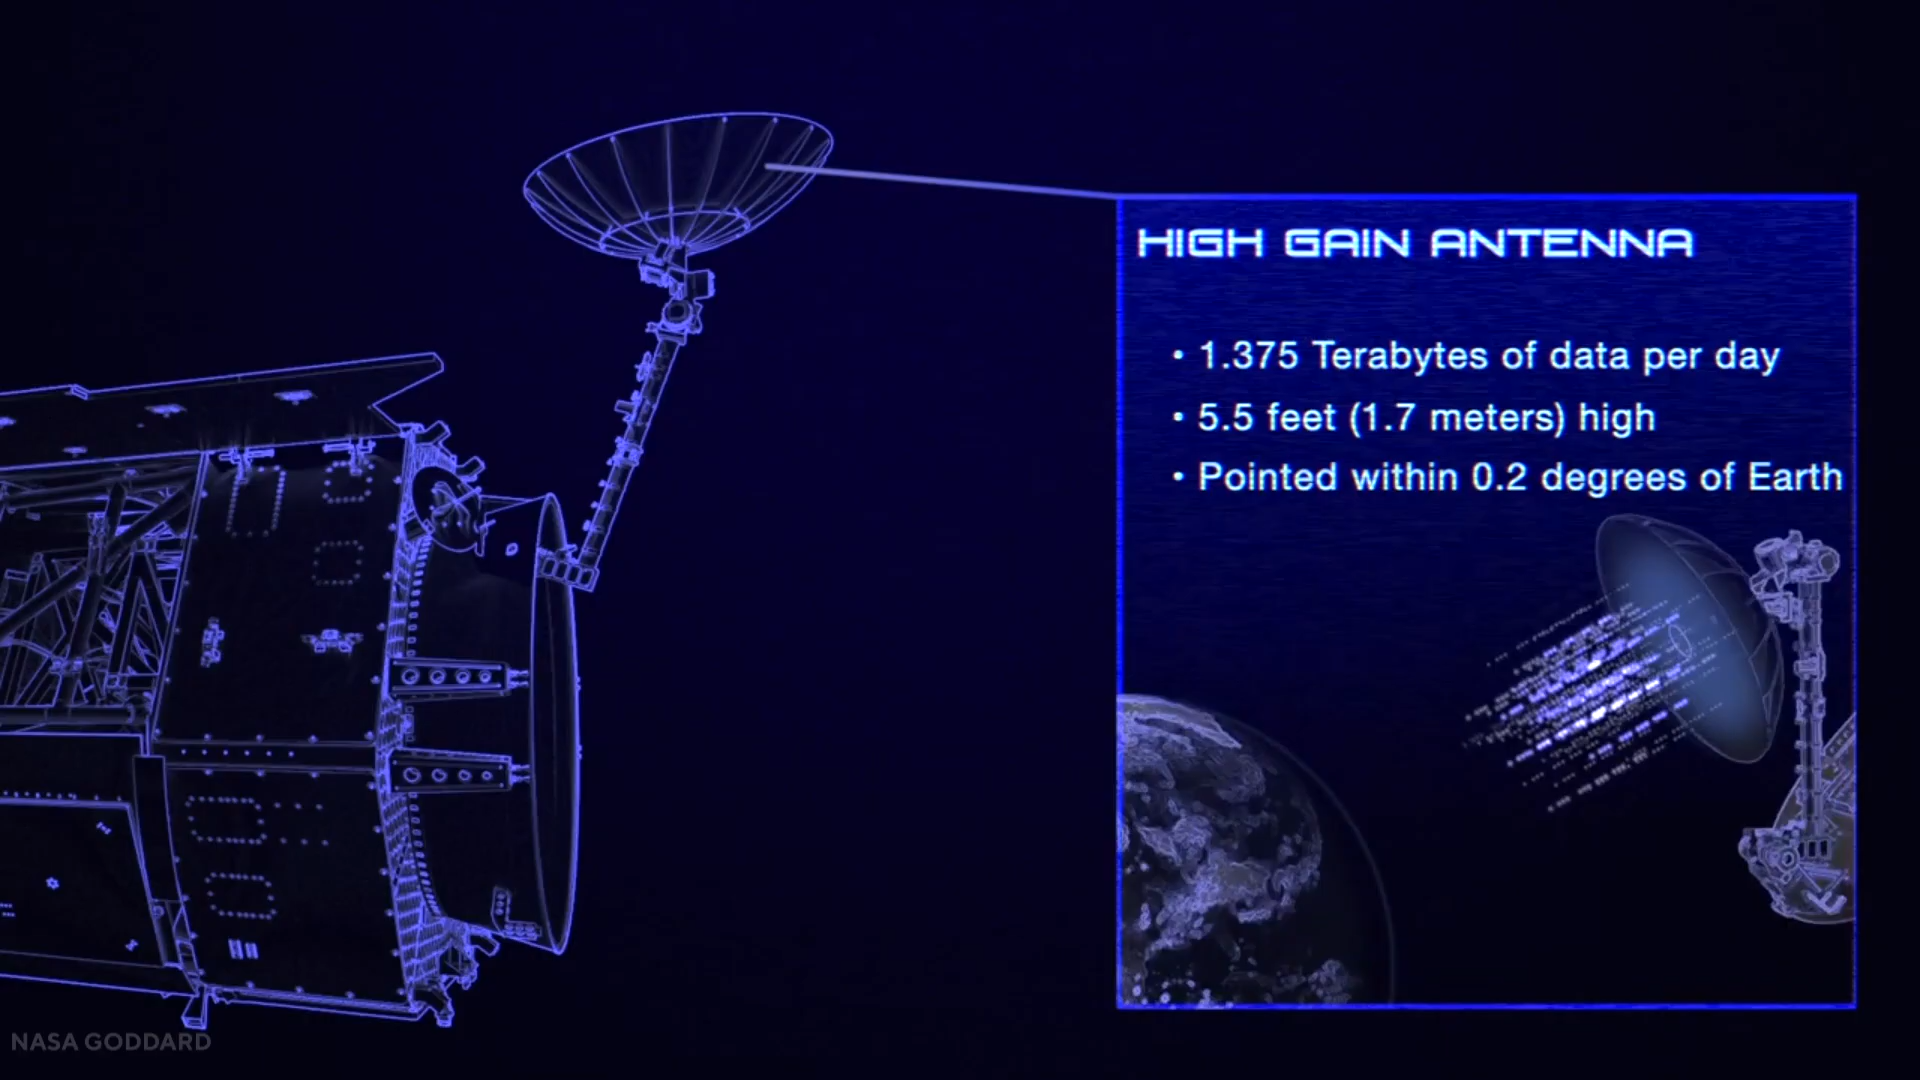 HIGH GAIN ANTENNA
• 1.375 Terabytes of data per day
• 5.5 feet (1.7 meters) high
• Pointed within 0.2 degrees of Earth
NASA GODDARD